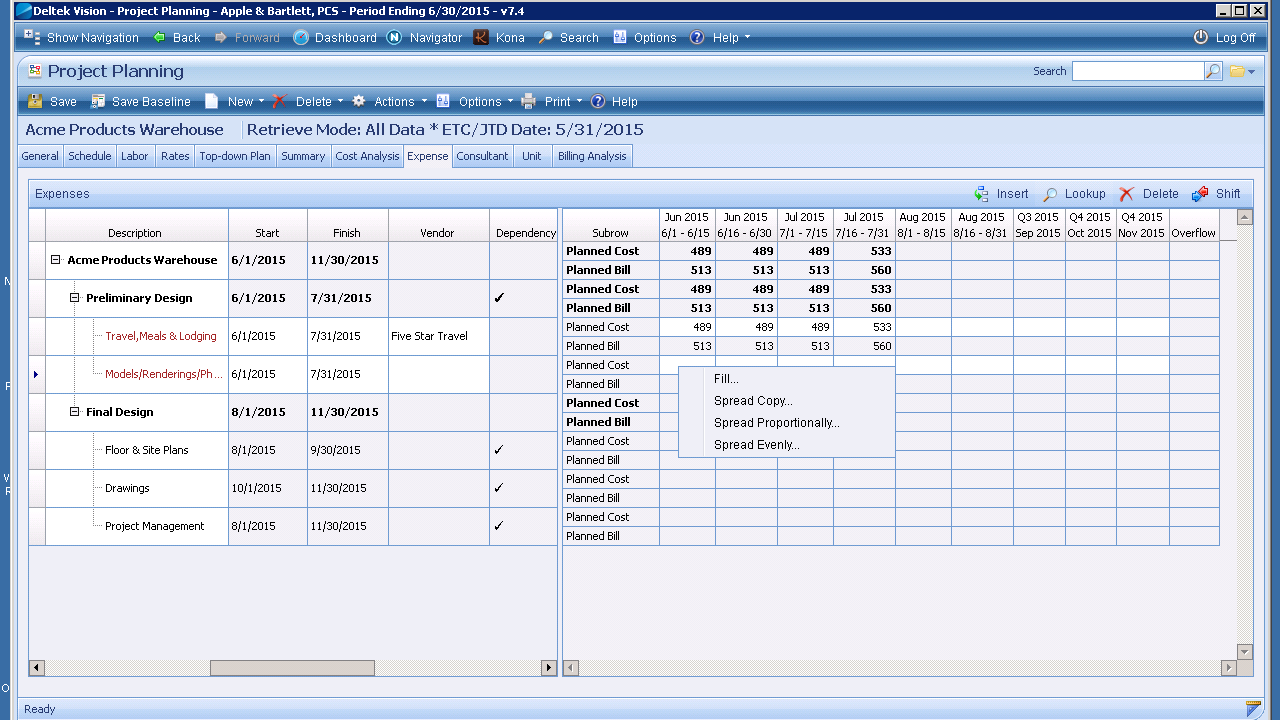 Deltek Vision - Project Planning - Apple & Bartlett, PCS - Period Ending 6/30/2015 - v7.4
Show Navigation Back Forward Dashboard Navigator Kona Search Options Help Log Off
Project Planning Search
Save Save Baseline New Delete Actions Options Print Help
Acme Products Warehouse Retrieve Mode: All Data * ETC/JTD Date: 5/31/2015
General Schedule Labor Rates Top-down Plan Summary Cost Analysis Expense Consultant Unit Billing Analysis
Expenses Insert Lookup Delete Shift
Jun 2015 Jun 2015 Jul 2015 Jul 2015 Aug 2015 Aug 2015 Q3 2015 Q4 2015 Q4 2015
Description Start Finish Vendor Dependency Subrow 6/1 - 6/15 6/16 - 6/30 7/1 - 7/15 7/16 - 7/31 8/1 - 8/15 8/16 - 8/31 Sep 2015 Oct 2015 Nov 2015 Overflow
Acme Products Warehouse 6/1/2015 11/30/2015
Planned Cost 489 489 489 533
Planned Bill 513 513 513 560
Preliminary Design 6/1/2015 7/31/2015 ✓
Planned Cost 489 489 489 533
Planned Bill 513 513 513 560
Travel,Meals & Lodging 6/1/2015 7/31/2015 Five Star Travel
Planned Cost 489 489 489 533
Planned Bill 513 513 513 560
Models/Renderings/Ph ... 6/1/2015 7/31/2015
Planned Cost
Planned Bill
Fill...
Spread Copy...
Spread Proportionally...
Spread Evenly...
Final Design 8/1/2015 11/30/2015
Planned Cost
Planned Bill
Floor & Site Plans 8/1/2015 9/30/2015 ✓
Planned Cost
Planned Bill
Drawings 10/1/2015 11/30/2015 ✓
Planned Cost
Planned Bill
Project Management 8/1/2015 11/30/2015 ✓
Planned Cost
Planned Bill
Ready